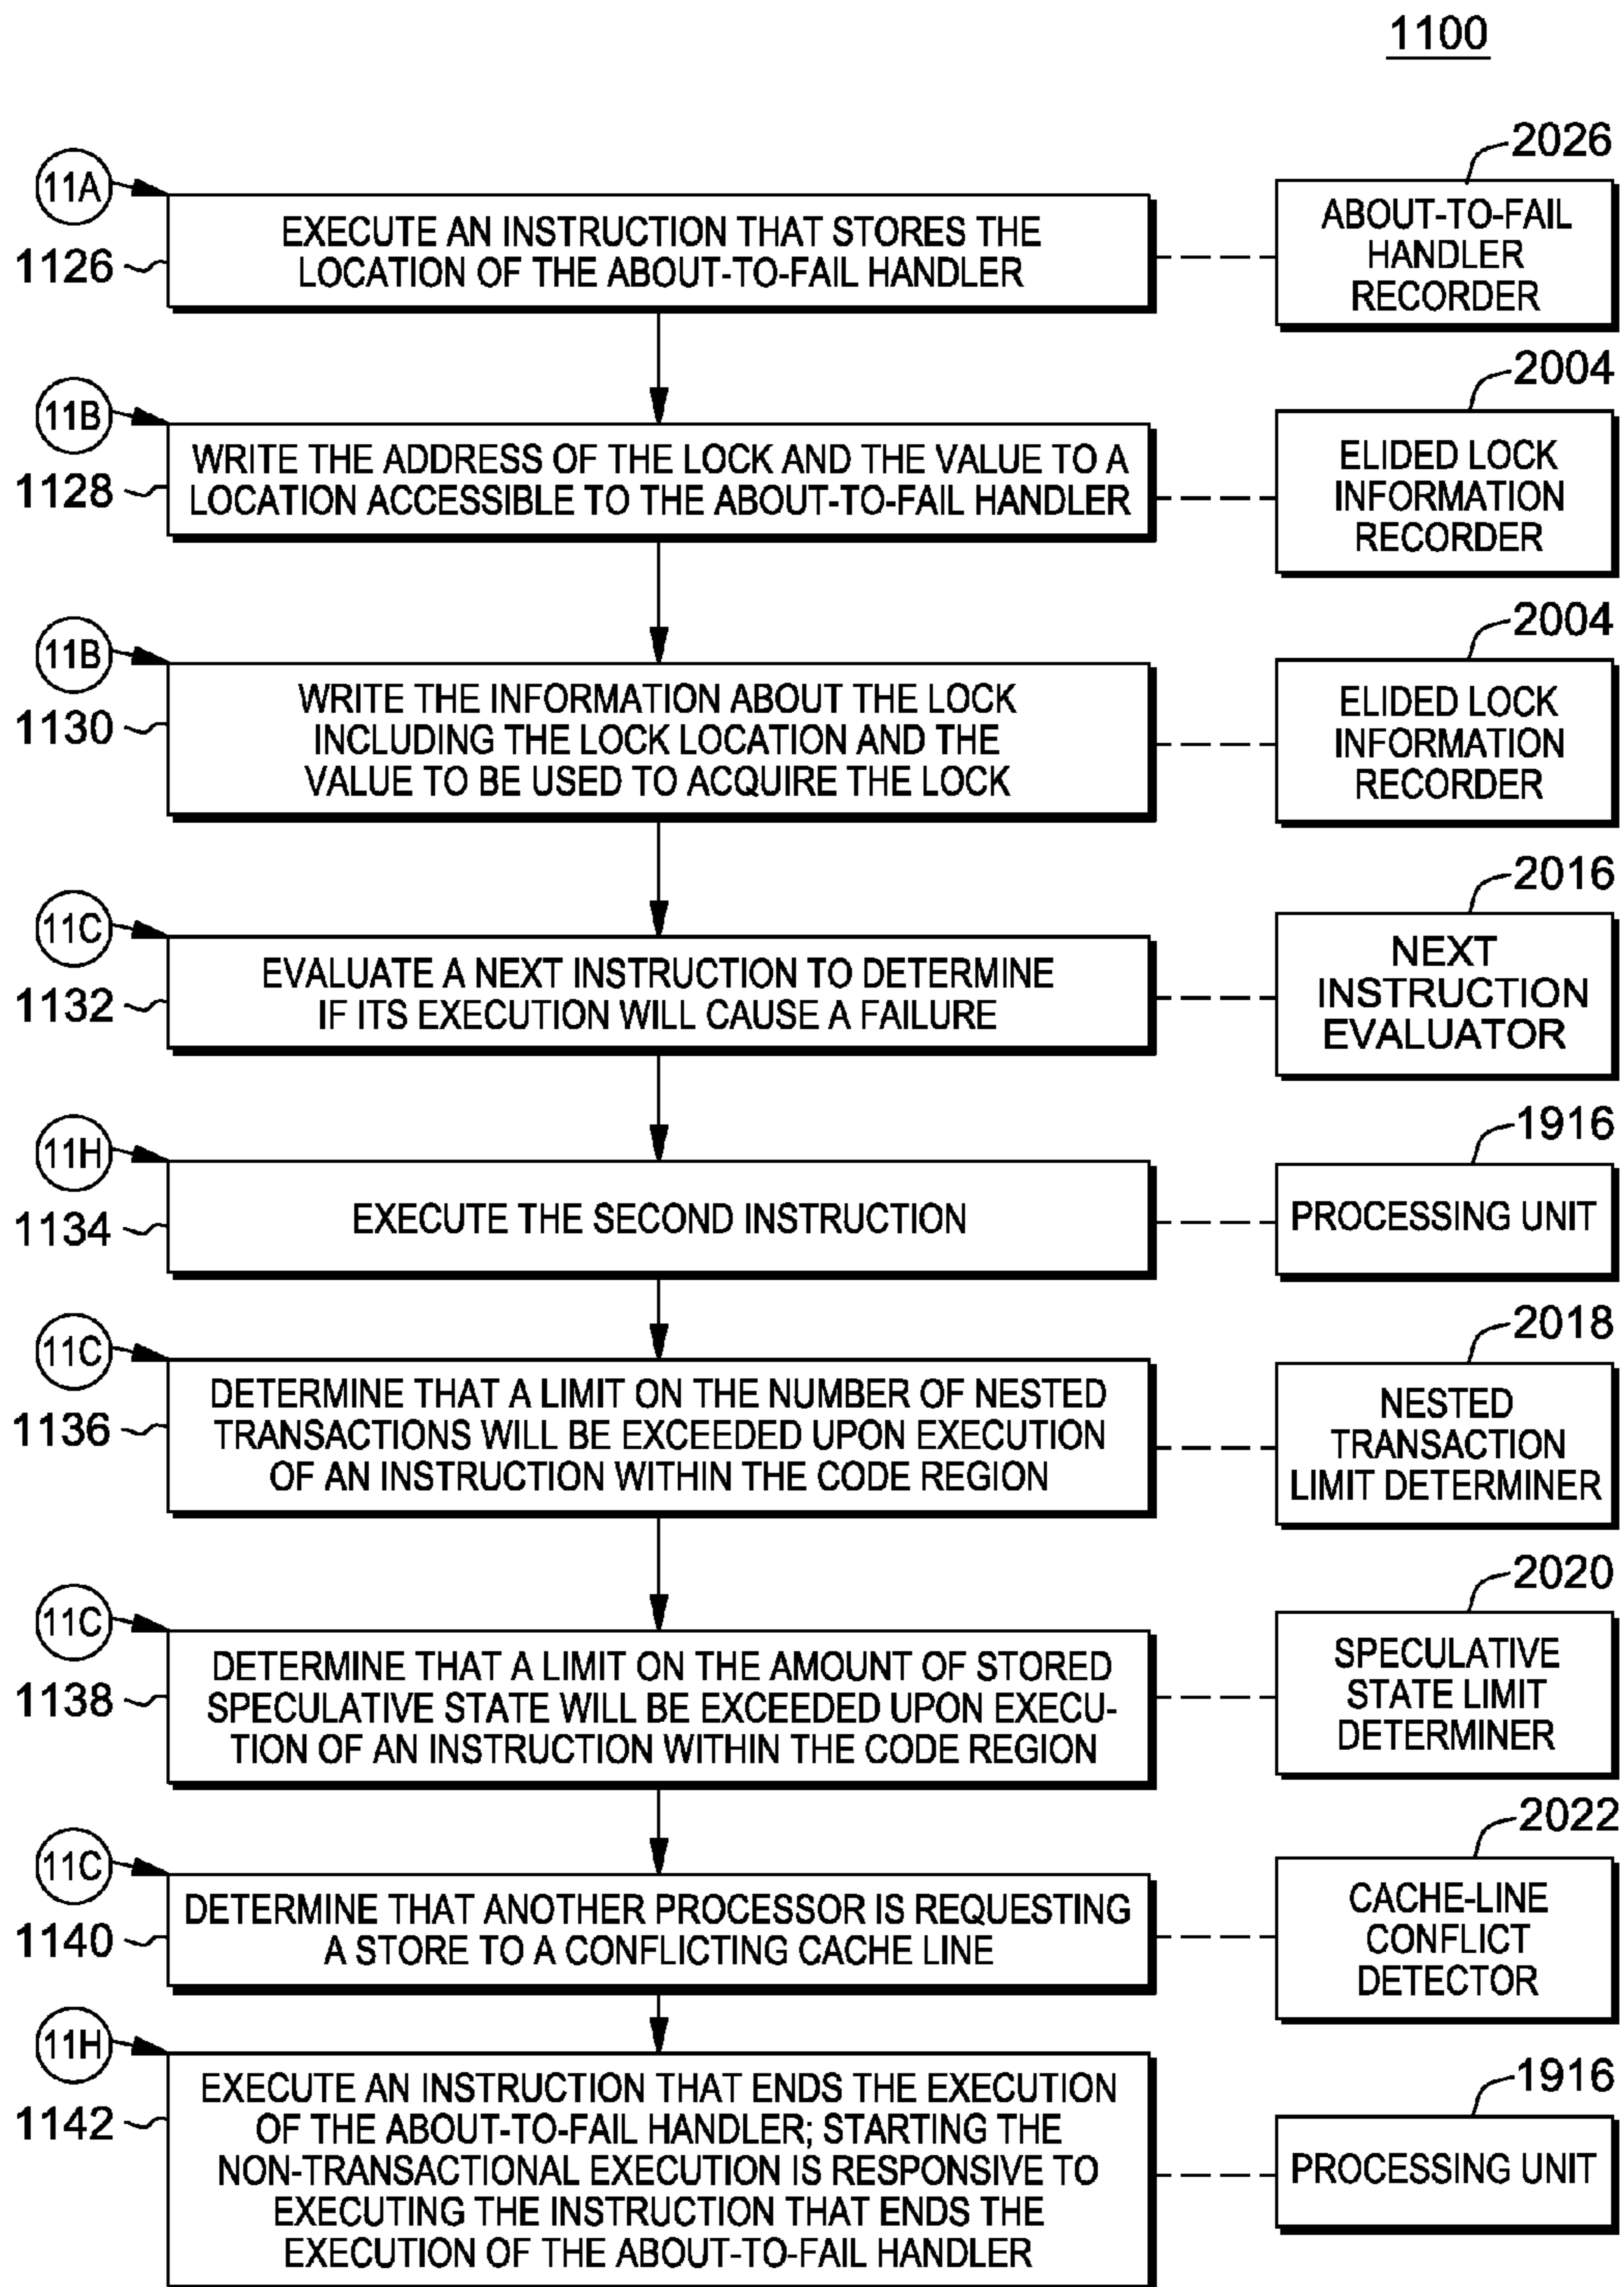 1100
11A
1126
EXECUTE AN INSTRUCTION THAT STORES THE
LOCATION OF THE ABOUT-TO-FAIL HANDLER
2026
ABOUT-TO-FAIL
HANDLER
RECORDER
11B
1128
WRITE THE ADDRESS OF THE LOCK AND THE VALUE TO A
LOCATION ACCESSIBLE TO THE ABOUT-TO-FAIL HANDLER
2004
ELIDED LOCK
INFORMATION
RECORDER
11B
1130
WRITE THE INFORMATION ABOUT THE LOCK
INCLUDING THE LOCK LOCATION AND THE
VALUE TO BE USED TO ACQUIRE THE LOCK
2004
ELIDED LOCK
INFORMATION
RECORDER
11C
1132
EVALUATE A NEXT INSTRUCTION TO DETERMINE
IF ITS EXECUTION WILL CAUSE A FAILURE
2016
NEXT
INSTRUCTION
EVALUATOR
11H
1134
EXECUTE THE SECOND INSTRUCTION
1916
PROCESSING UNIT
11C
1136
DETERMINE THAT A LIMIT ON THE NUMBER OF NESTED
TRANSACTIONS WILL BE EXCEEDED UPON EXECUTION
OF AN INSTRUCTION WITHIN THE CODE REGION
2018
NESTED
TRANSACTION
LIMIT DETERMINER
11C
1138
DETERMINE THAT A LIMIT ON THE AMOUNT OF STORED
SPECULATIVE STATE WILL BE EXCEEDED UPON EXECU-
TION OF AN INSTRUCTION WITHIN THE CODE REGION
2020
SPECULATIVE
STATE LIMIT
DETERMINER
11C
1140
DETERMINE THAT ANOTHER PROCESSOR IS REQUESTING
A STORE TO A CONFLICTING CACHE LINE
2022
CACHE-LINE
CONFLICT
DETECTOR
11H
1142
EXECUTE AN INSTRUCTION THAT ENDS THE EXECUTION
OF THE ABOUT-TO-FAIL HANDLER; STARTING THE
NON-TRANSACTIONAL EXECUTION IS RESPONSIVE TO
EXECUTING THE INSTRUCTION THAT ENDS THE
EXECUTION OF THE ABOUT-TO-FAIL HANDLER
1916
PROCESSING UNIT